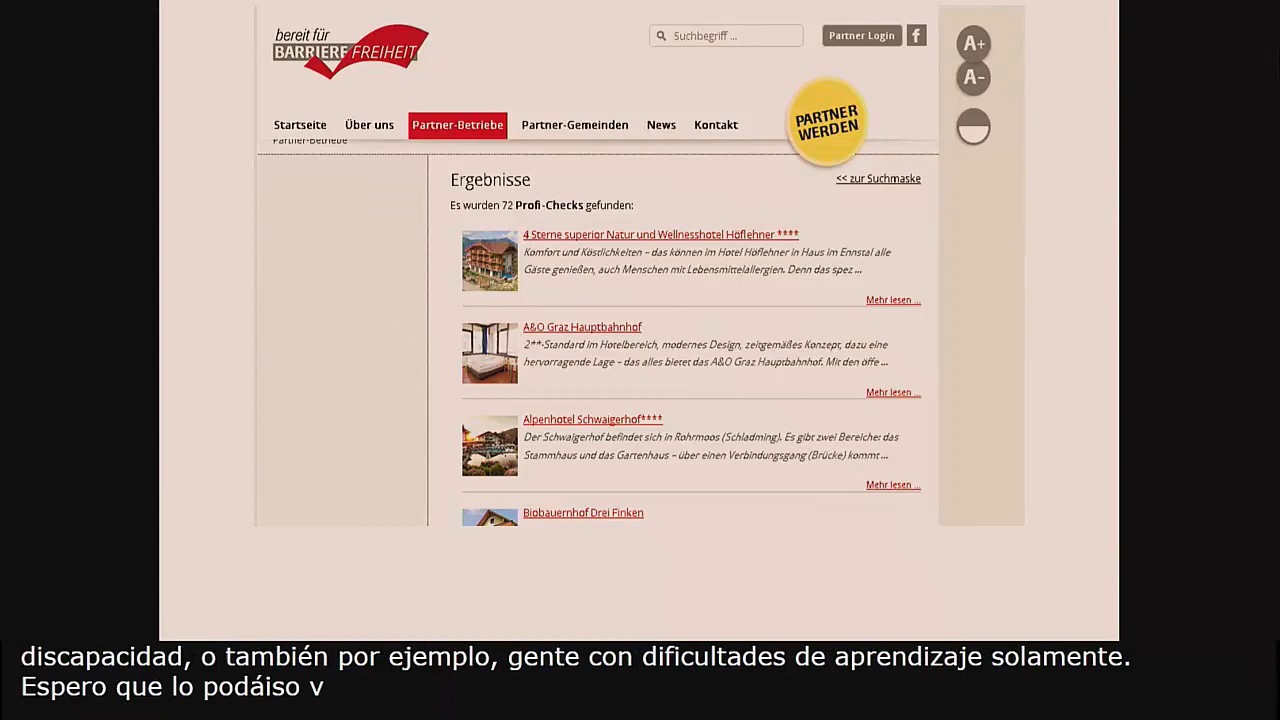 bereit für
BARRIERE FREIHEIT
Suchbegriff ...
Partner Login
f
A+
A-
Startseite Über uns Partner-Betriebe Partner-Gemeinden News Kontakt
PARTNER
WERDEN
Partner-Betriebe
Ergebnisse
<< zur Suchmaske
Es wurden 72 Profi-Checks gefunden:
4 Sterne superior Natur und Wellnesshotel Höflehner ****
Komfort und Köstlichkeiten – das können im Hotel Höflehner in Haus im Ennstal alle
Gäste genießen, auch Menschen mit Lebensmittelallergien. Denn das spez ...
Mehr lesen ...
A&O Graz Hauptbahnhof
2**-Standard im Hotelbereich, modernes Design, zeitgemäßes Konzept, dazu eine
hervorragende Lage – das alles bietet das A&O Graz Hauptbahnhof. Mit den öffe ...
Mehr lesen ...
Alpenhotel Schwaigerhof****
Der Schwaigerhof befindet sich in Rohrmoos (Schladming). Es gibt zwei Bereiche: das
Stammhaus und das Gartenhaus – über einen Verbindungsgang (Brücke) kommt ...
Mehr lesen ...
Biobauernhof Drei Finken
discapacidad, o también por ejemplo, gente con dificultades de aprendizaje solamente.
Espero que lo podáiso v